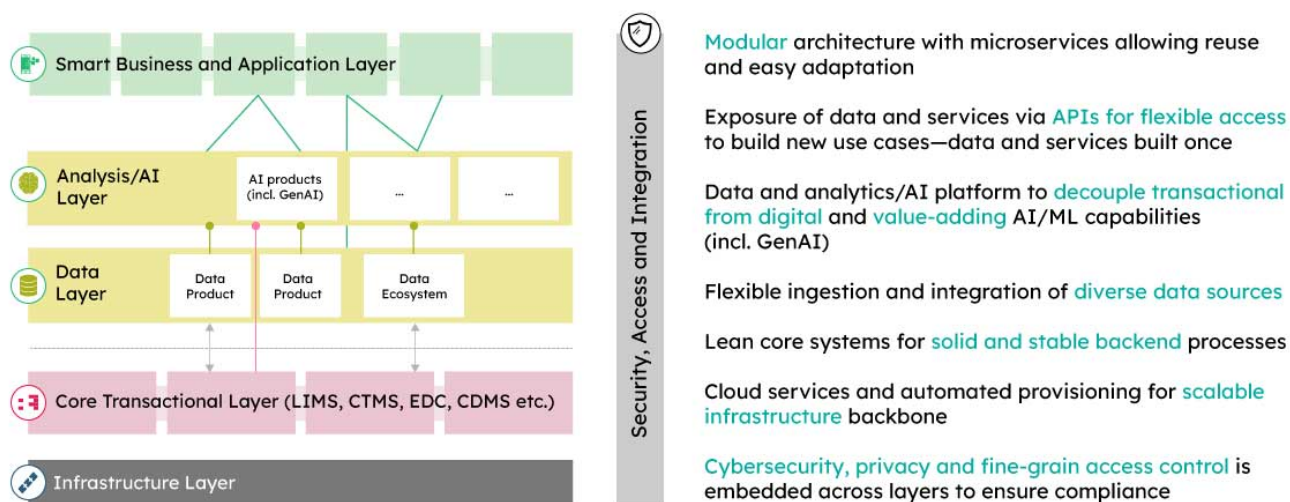 Smart Business and Application Layer
Analysis/AI
Layer
AI products
(incl. GenAI)
...
...
Data
Layer
Data
Product
Data
Product
Data
Ecosystem
Core Transactional Layer (LIMS, CTMS, EDC, CDMS etc.)
Infrastructure Layer
Security, Access and Integration
Modular architecture with microservices allowing reuse
and easy adaptation
Exposure of data and services via APIs for flexible access
to build new use cases—data and services built once
Data and analytics/AI platform to decouple transactional
from digital and value-adding AI/ML capabilities
(incl. GenAI)
Flexible ingestion and integration of diverse data sources
Lean core systems for solid and stable backend processes
Cloud services and automated provisioning for scalable
infrastructure backbone
Cybersecurity, privacy and fine-grain access control is
embedded across layers to ensure compliance